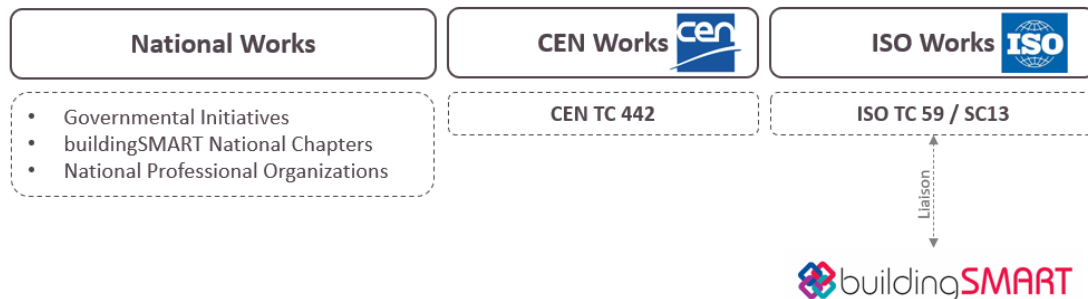 National Works
CEN Works
cen
ISO Works
ISO
• Governmental Initiatives
• buildingSMART National Chapters
• National Professional Organizations
CEN TC 442
ISO TC 59 / SC13
Liaison
buildingSMART